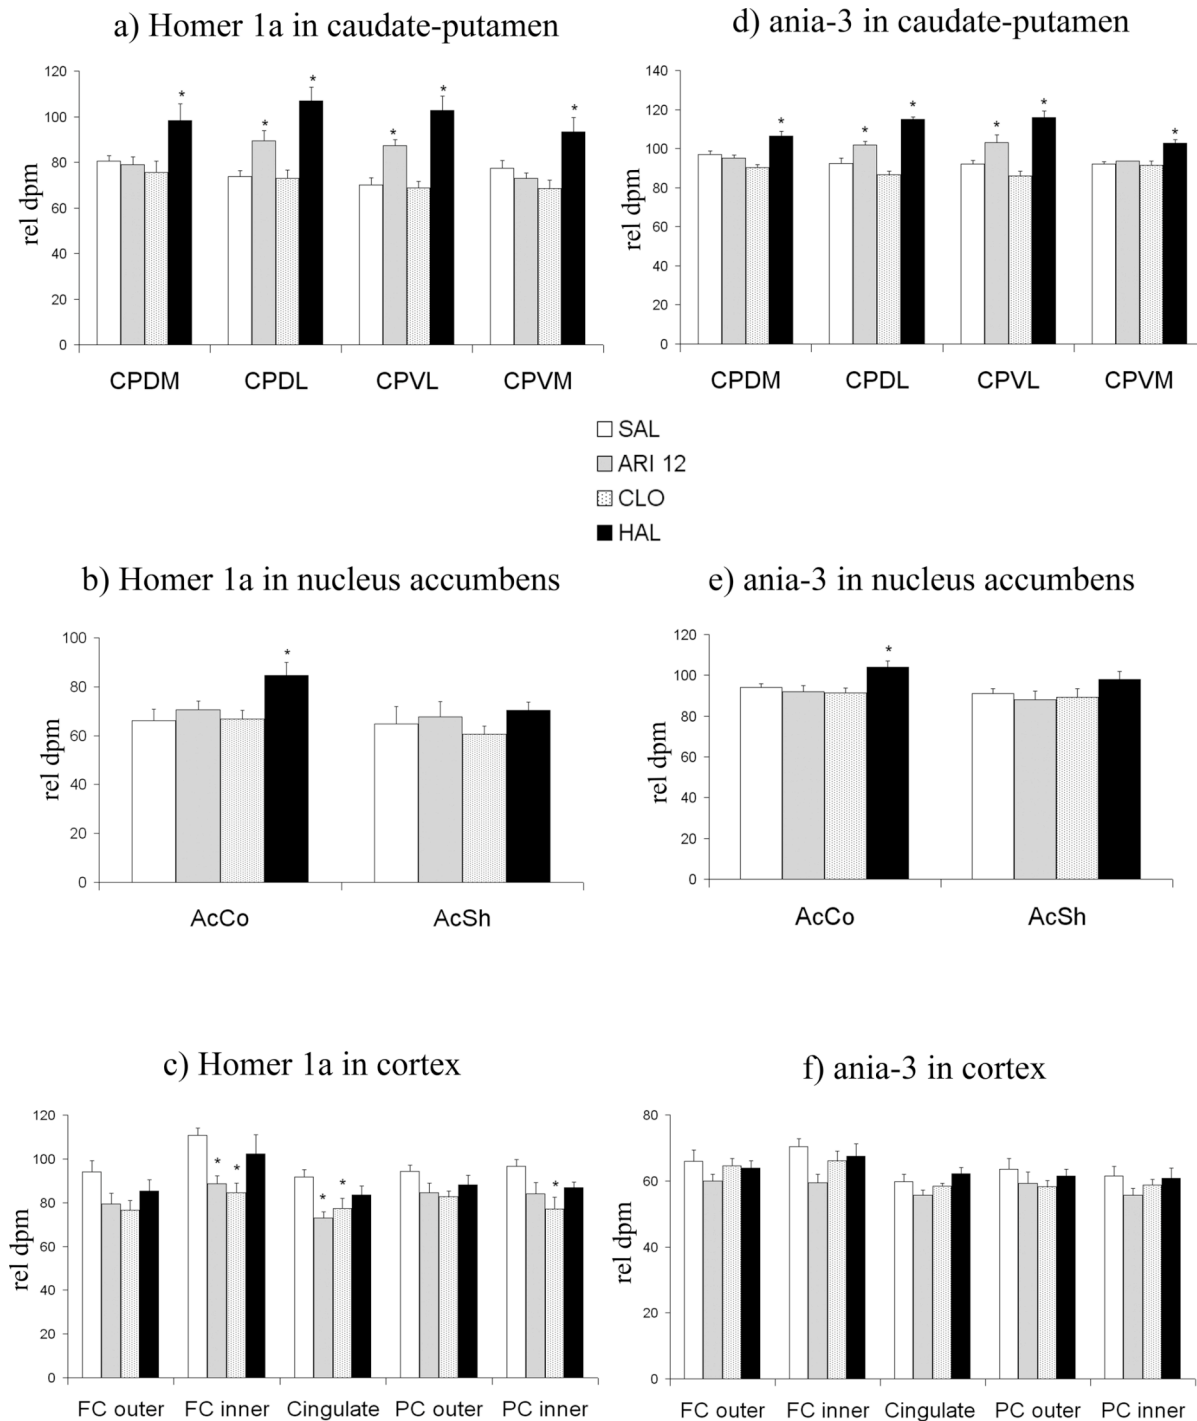 a) Homer 1a in caudate-putamen
120
100
80
60
40
20
0
rel dpm
* * * * * *
CPDM CPDL CPVL CPVM
d) ania-3 in caudate-putamen
140
120
100
80
60
40
20
0
rel dpm
* * * * * *
CPDM CPDL CPVL CPVM
SAL
ARI 12
CLO
HAL
b) Homer 1a in nucleus accumbens
100
80
60
40
20
0
rel dpm
*
AcCo AcSh
e) ania-3 in nucleus accumbens
120
100
80
60
40
20
0
rel dpm
*
AcCo AcSh
c) Homer 1a in cortex
120
100
80
60
40
20
0
rel dpm
* * * * *
FC outer FC inner Cingulate PC outer PC inner
f) ania-3 in cortex
80
60
40
20
0
rel dpm
FC outer FC inner Cingulate PC outer PC inner